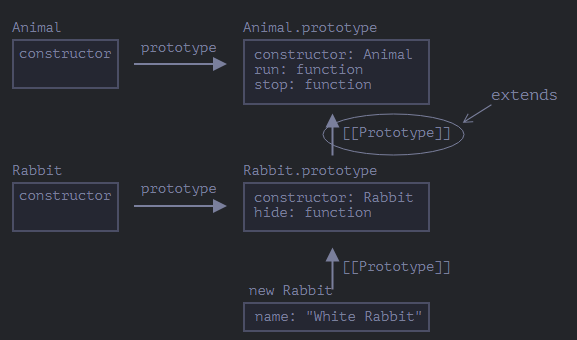 Animal
Animal.prototype
constructor
prototype
constructor: Animal
run: function
stop: function
extends
[[Prototype]]
Rabbit
Rabbit.prototype
constructor
prototype
constructor: Rabbit
hide: function
[[Prototype]]
new Rabbit
name: "White Rabbit"